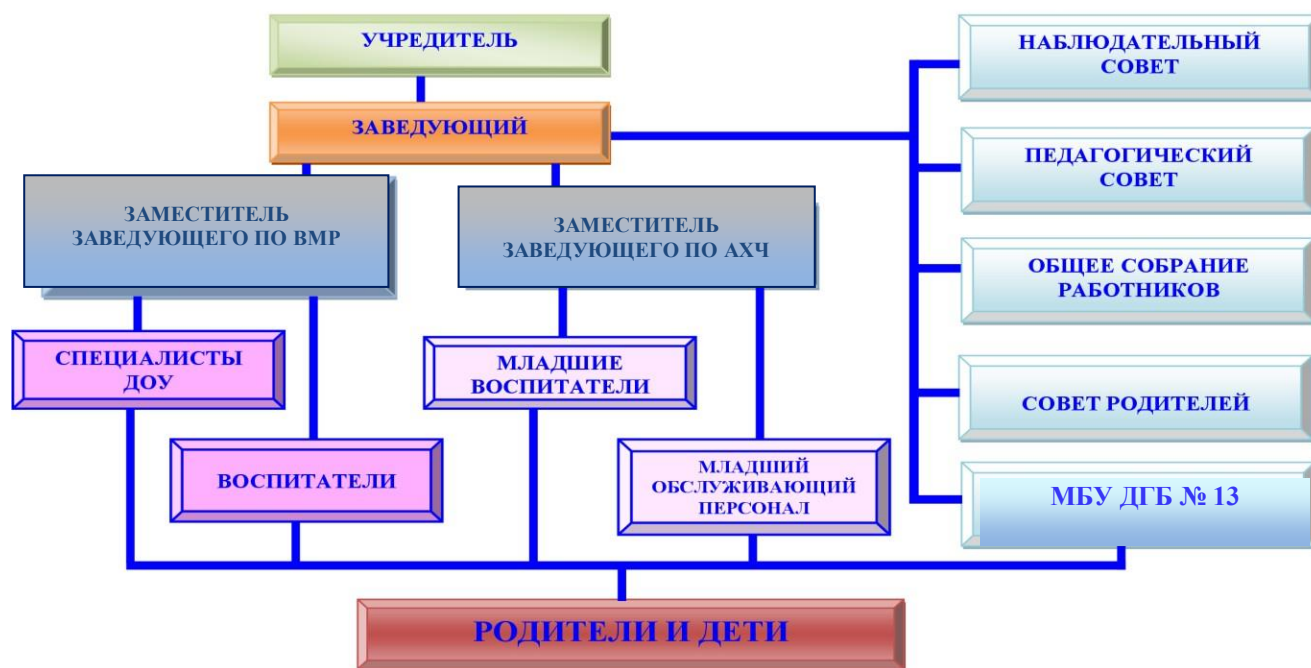 УЧРЕДИТЕЛЬ
ЗАВЕДУЮЩИЙ
ЗАМЕСТИТЕЛЬ
ЗАВЕДУЮЩЕГО ПО ВМР
ЗАМЕСТИТЕЛЬ
ЗАВЕДУЮЩЕГО ПО АХЧ
СПЕЦИАЛИСТЫ
ДОУ
ВОСПИТАТЕЛИ
МЛАДШИЕ
ВОСПИТАТЕЛИ
МЛАДШИЙ
ОБСЛУЖИВАЮЩИЙ
ПЕРСОНАЛ
НАБЛЮДАТЕЛЬНЫЙ
СОВЕТ
ПЕДАГОГИЧЕСКИЙ
СОВЕТ
ОБЩЕЕ СОБРАНИЕ
РАБОТНИКОВ
СОВЕТ РОДИТЕЛЕЙ
МБУ ДГБ № 13
РОДИТЕЛИ И ДЕТИ